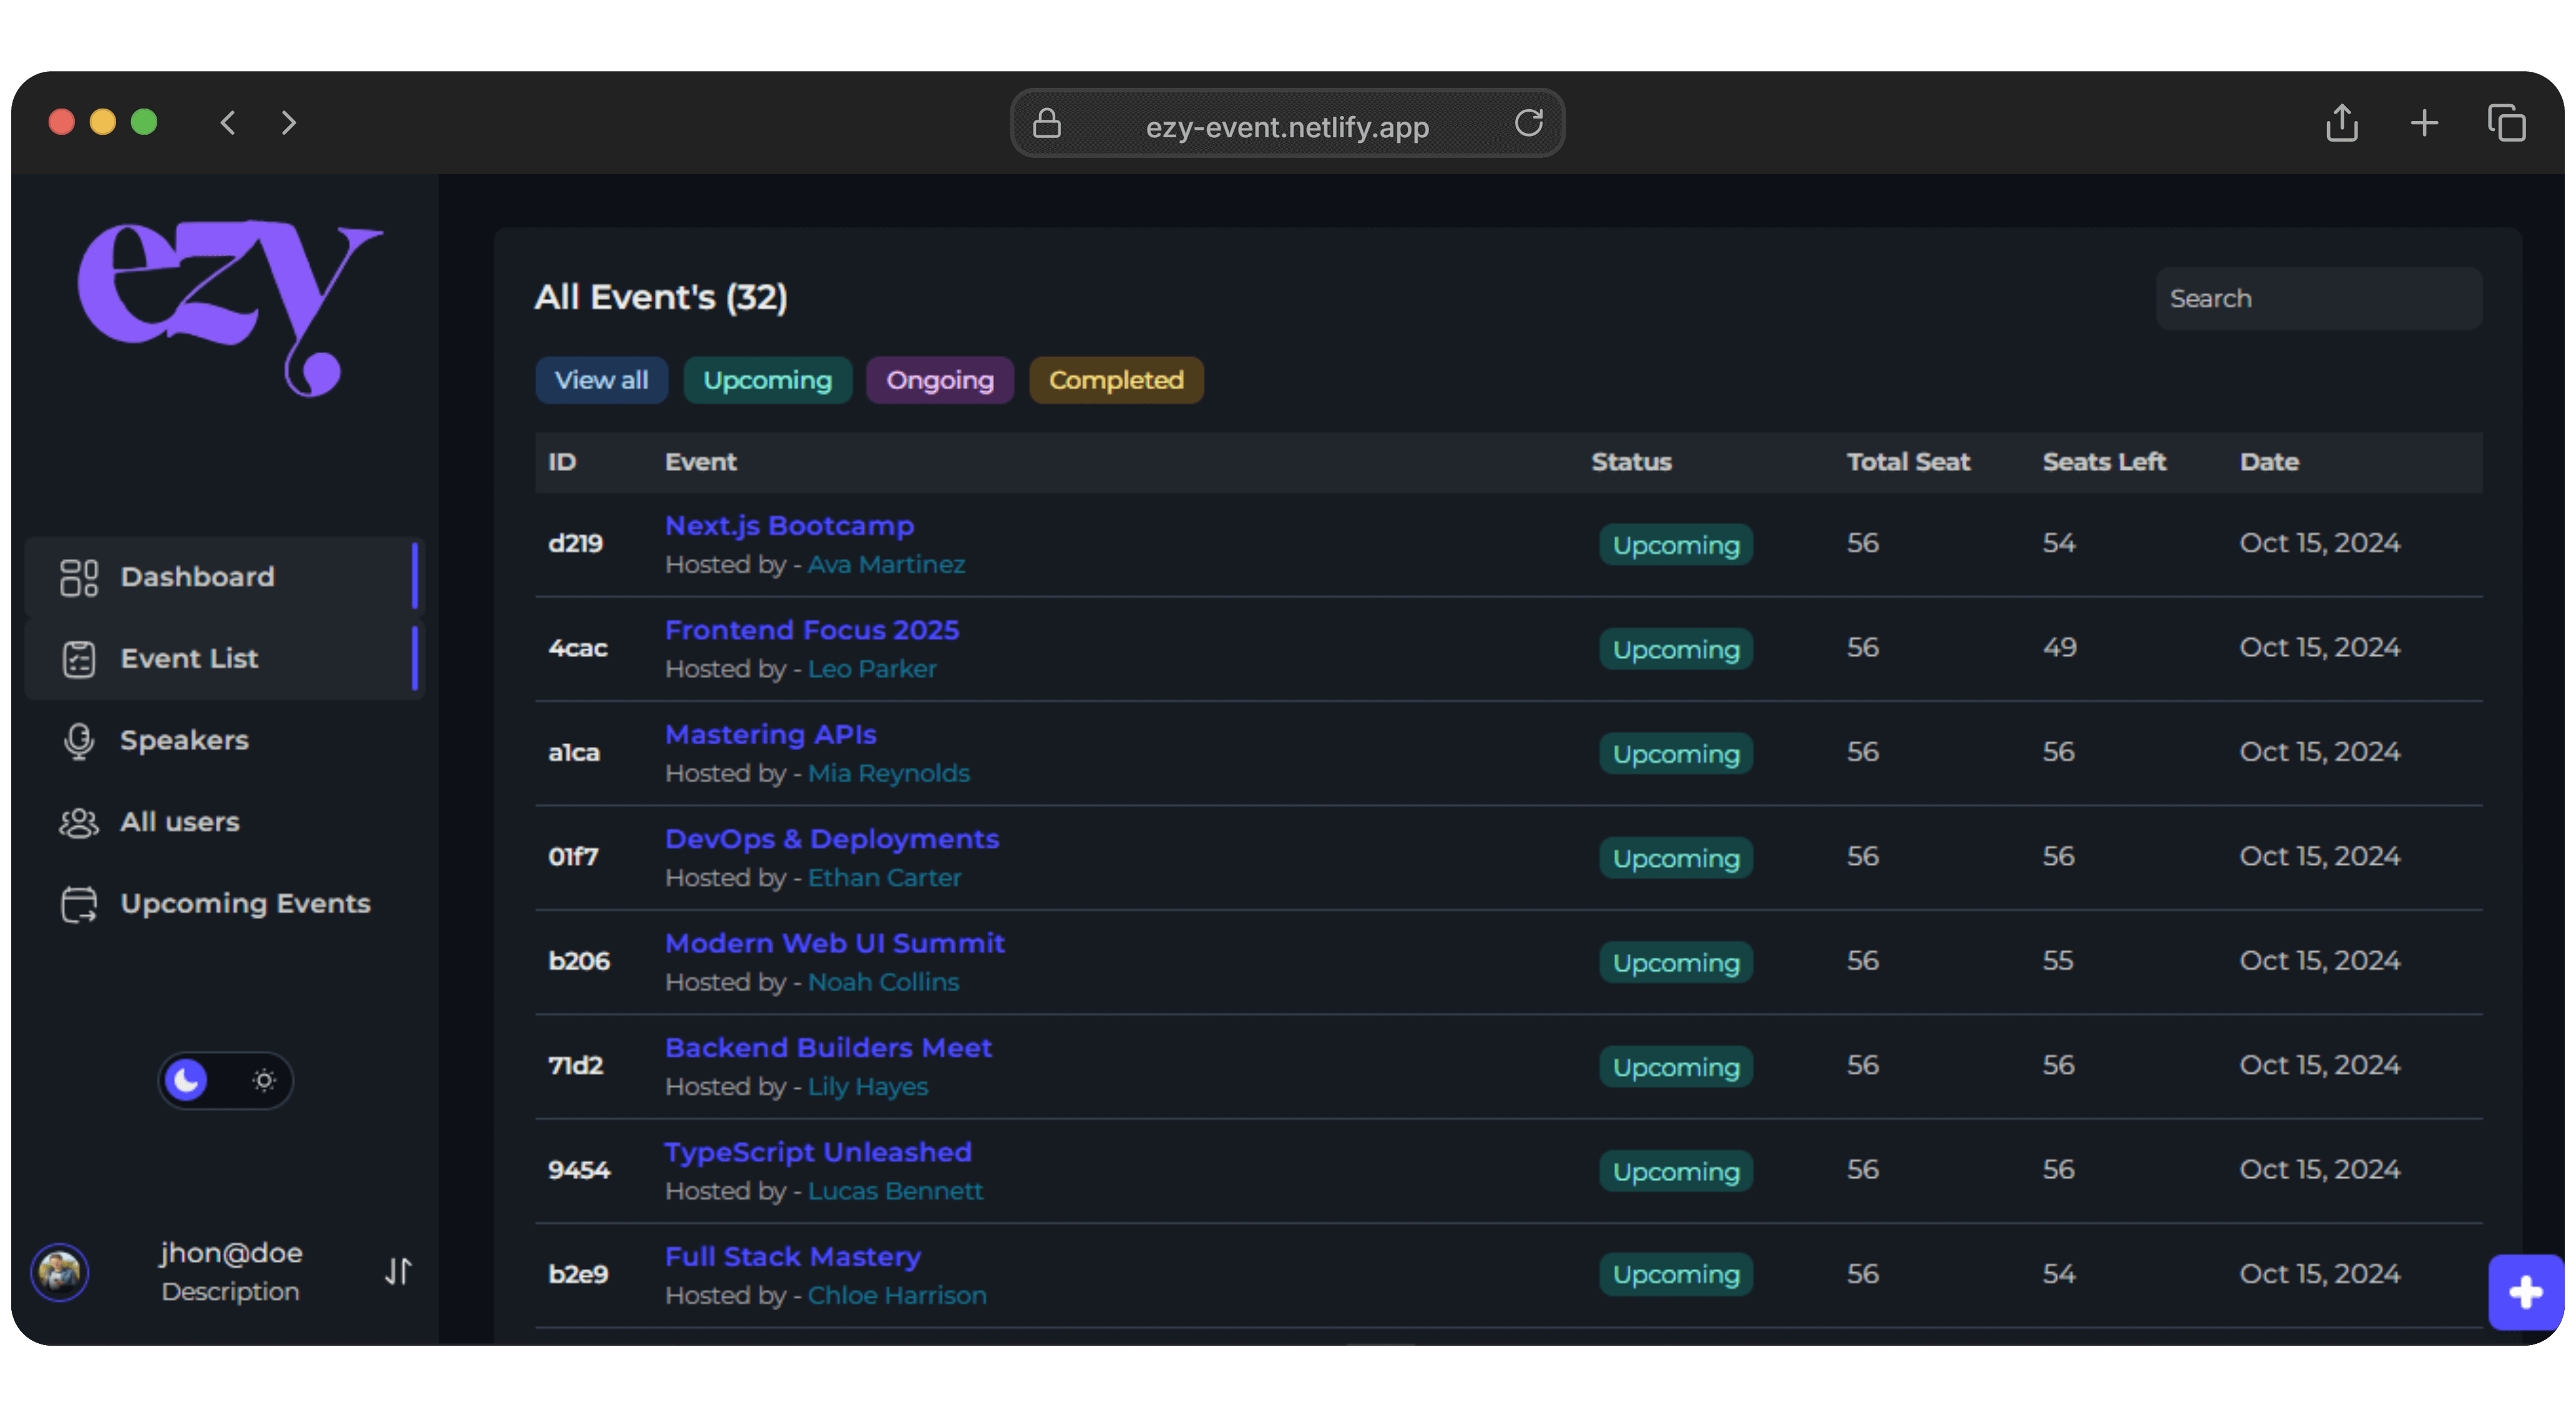 ezy-event.netlify.app
ezy
Dashboard
Event List
Speakers
All users
Upcoming Events
jhon@doe
Description
All Event's (32)
Search
View all Upcoming Ongoing Completed
ID Event Status Total Seat Seats Left Date
d219 Next.js Bootcamp Upcoming 56 54 Oct 15, 2024
Hosted by - Ava Martinez
4cac Frontend Focus 2025 Upcoming 56 49 Oct 15, 2024
Hosted by - Leo Parker
a1ca Mastering APIs Upcoming 56 56 Oct 15, 2024
Hosted by - Mia Reynolds
01f7 DevOps & Deployments Upcoming 56 56 Oct 15, 2024
Hosted by - Ethan Carter
b206 Modern Web UI Summit Upcoming 56 55 Oct 15, 2024
Hosted by - Noah Collins
71d2 Backend Builders Meet Upcoming 56 56 Oct 15, 2024
Hosted by - Lily Hayes
9454 TypeScript Unleashed Upcoming 56 56 Oct 15, 2024
Hosted by - Lucas Bennett
b2e9 Full Stack Mastery Upcoming 56 54 Oct 15, 2024
Hosted by - Chloe Harrison